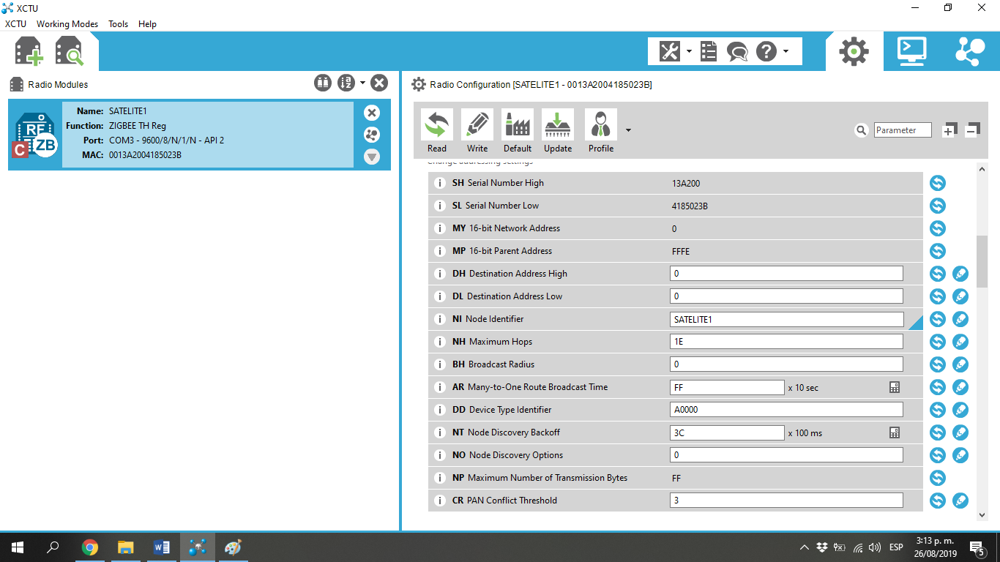 XCTU
XCTU Working Modes Tools Help
Radio Modules
Name: SATELITE1
Function: ZIGBEE TH Reg
Port: COM3 - 9600/8/N/1/N - API 2
MAC: 0013A2004185023B
RF
C ZB
Radio Configuration [SATELITE1 - 0013A2004185023B]
Read Write Default Update Profile
Parameter
Change addressing settings
i SH Serial Number High 13A200
i SL Serial Number Low 4185023B
i MY 16-bit Network Address 0
i MP 16-bit Parent Address FFFE
i DH Destination Address High 0
i DL Destination Address Low 0
i NI Node Identifier SATELITE1
i NH Maximum Hops 1E
i BH Broadcast Radius 0
i AR Many-to-One Route Broadcast Time FF x 10 sec
i DD Device Type Identifier A0000
i NT Node Discovery Backoff 3C x 100 ms
i NO Node Discovery Options 0
i NP Maximum Number of Transmission Bytes FF
i CR PAN Conflict Threshold 3
ESP
3:13 p. m.
26/08/2019
5